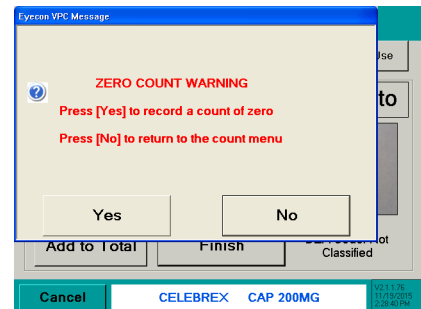 Eyecon VPC Message
Use
ZERO COUNT WARNING
to
Press [Yes] to record a count of zero
Press [No] to return to the count menu
Yes
No
Add to Total
Finish
Classified
Cancel
CELEBREX CAP 200MG
V2.1.1.76
11/19/2015
2:28:40 PM